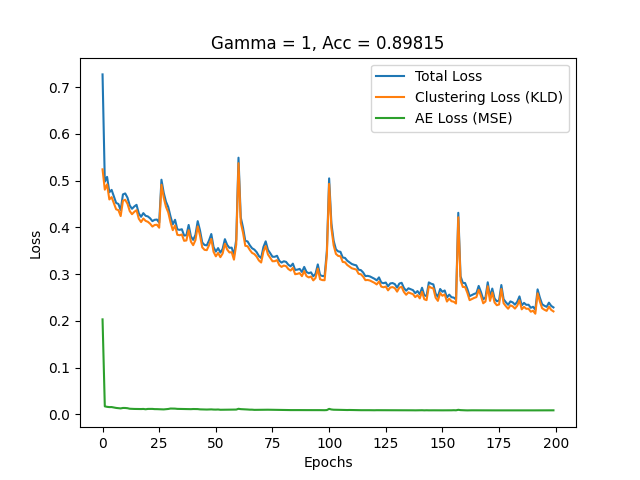 Gamma = 1, Acc = 0.89815
Total Loss
Clustering Loss (KLD)
AE Loss (MSE)
Loss
0.7
0.6
0.5
0.4
0.3
0.2
0.1
0.0
0 25 50 75 100 125 150 175 200
Epochs